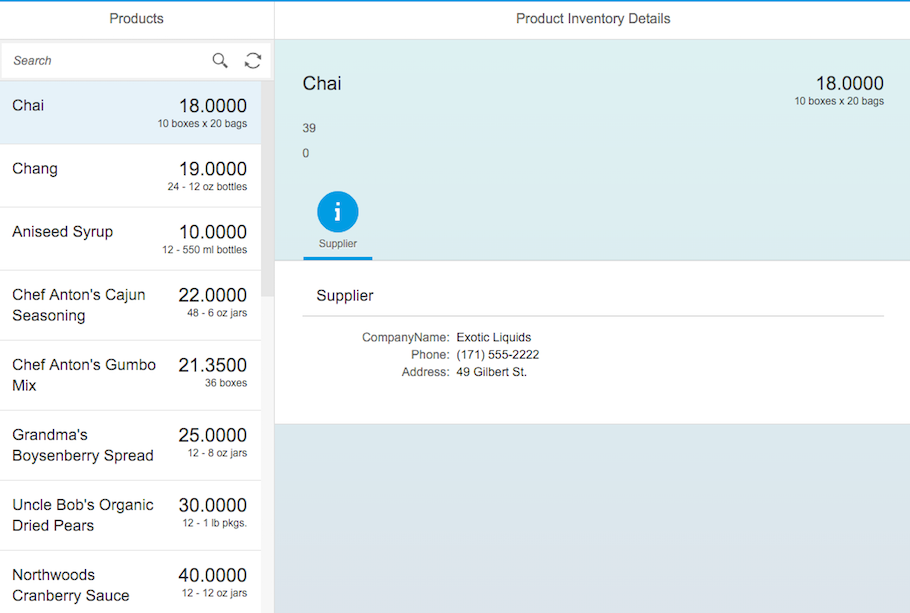 Products
Search
Chai 18.0000
10 boxes x 20 bags
Chang 19.0000
24 - 12 oz bottles
Aniseed Syrup 10.0000
12 - 550 ml bottles
Chef Anton's Cajun 22.0000
Seasoning 48 - 6 oz jars
Chef Anton's Gumbo 21.3500
Mix 36 boxes
Grandma's 25.0000
Boysenberry Spread 12 - 8 oz jars
Uncle Bob's Organic 30.0000
Dried Pears 12 - 1 lb pkgs.
Northwoods 40.0000
Cranberry Sauce 12 - 12 oz jars
Product Inventory Details
Chai 18.0000
10 boxes x 20 bags
39
0
Supplier
Supplier
CompanyName: Exotic Liquids
Phone: (171) 555-2222
Address: 49 Gilbert St.